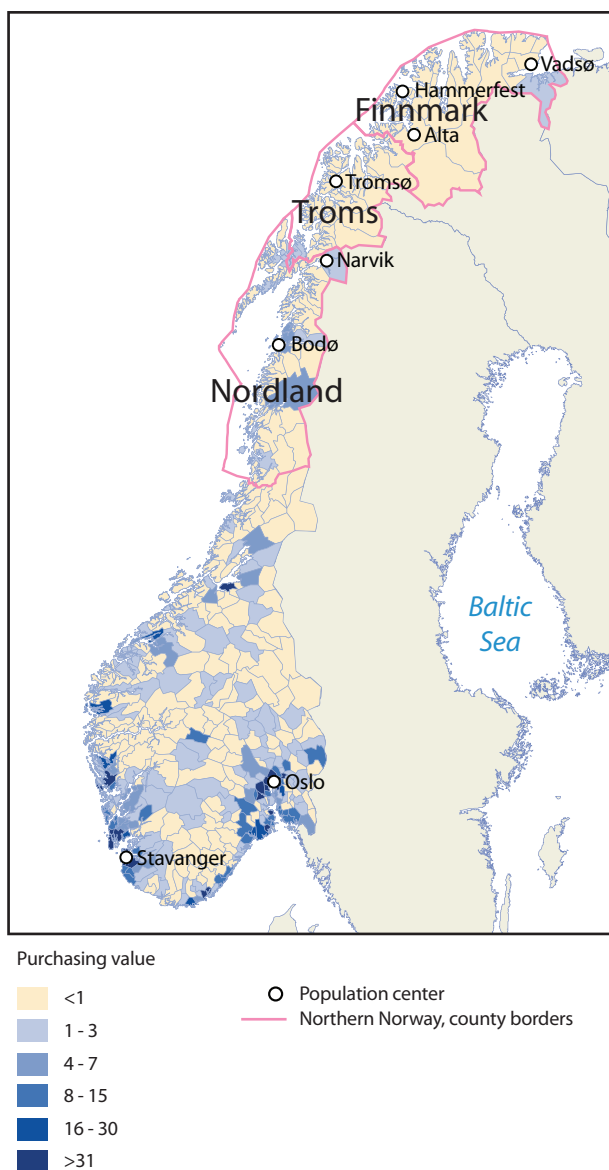 Vadsø
Hammerfest
Finnmark
Alta
Tromsø
Troms
Narvik
Bodø
Nordland
Baltic
Sea
Oslo
Stavanger
Purchasing value
<1
1 - 3
4 - 7
8 - 15
16 - 30
>31
Population center
Northern Norway, county borders